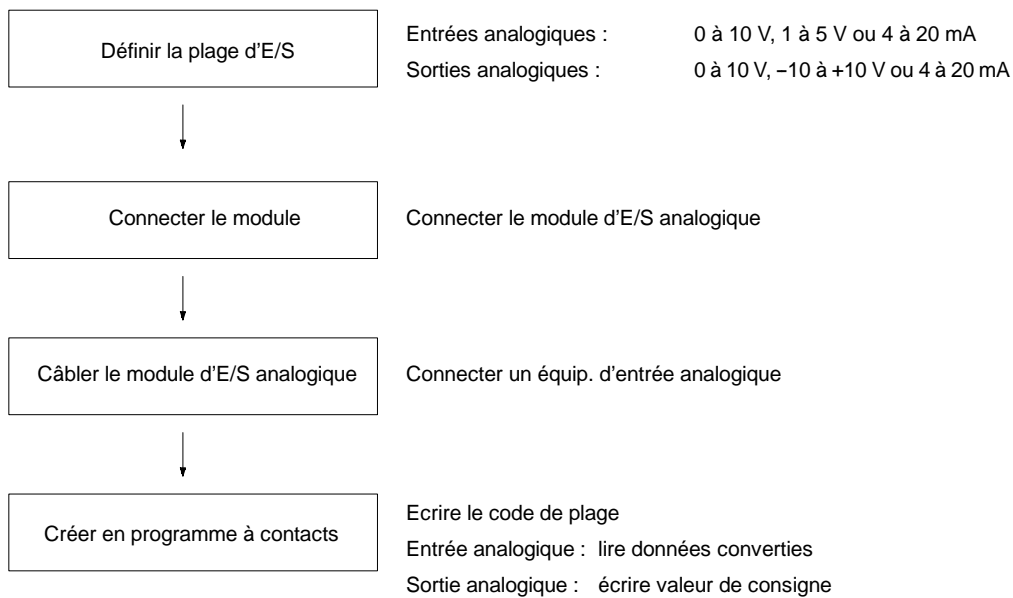 Définir la plage d'E/S
Entrées analogiques : 0 à 10 V, 1 à 5 V ou 4 à 20 mA
Sorties analogiques : 0 à 10 V, –10 à +10 V ou 4 à 20 mA
Connecter le module
Connecter le module d'E/S analogique
Câbler le module d'E/S analogique
Connecter un équip. d'entrée analogique
Créer en programme à contacts
Ecrire le code de plage
Entrée analogique : lire données converties
Sortie analogique : écrire valeur de consigne